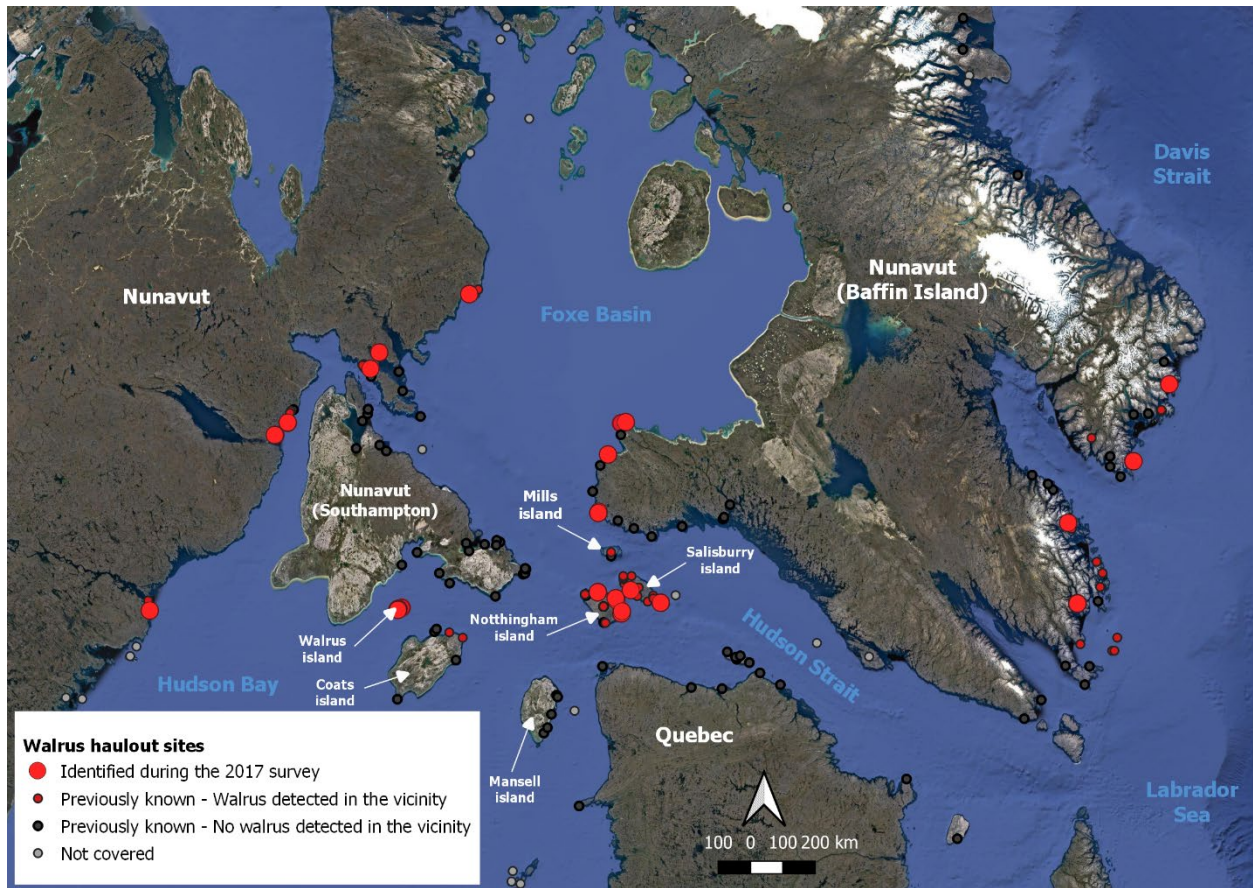 Davis
Strait
Nunavut
Nunavut
(Baffin Island)
Foxe Basin
Nunavut
(Southampton)
Mills
island
Salisburry
island
Notthingham
island
Walrus
island
Hudson Strait
Hudson Bay
Coats
island
Quebec
Mansell
island
Labrador
Sea
Walrus haulout sites
Identified during the 2017 survey
Previously known - Walrus detected in the vicinity
Previously known - No walrus detected in the vicinity
Not covered
100 0 100 200 km